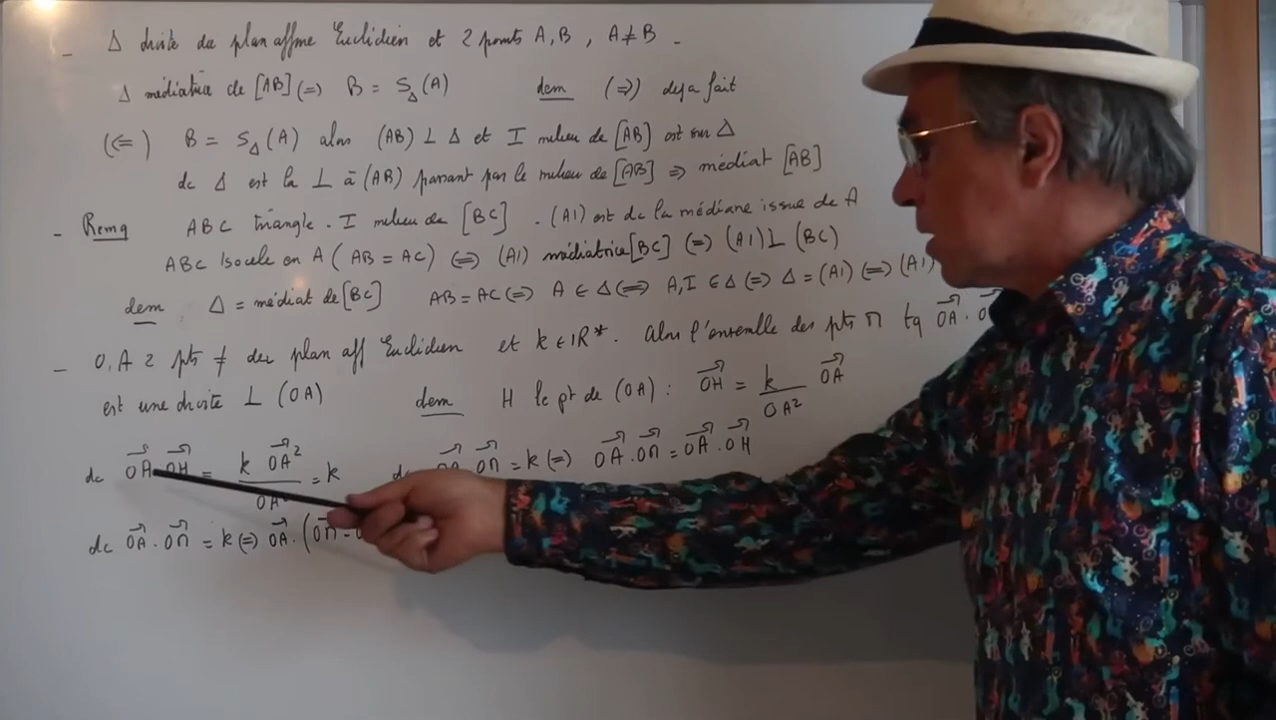 - Δ droite du plan affine Euclidien et 2 points A, B , A ≠ B -
Δ médiatrice de [AB] (=) B = S_Δ (A) dem (⇒) deja fait
(⇐) B = S_Δ (A) alors (AB) ⊥ Δ et I milieu de [AB] est sur Δ
dc Δ est la ⊥ à (AB) passant par le milieu de [AB] ⇒ médiat [AB]
- Remq ABC triangle . I milieu de [BC] . (AI) est dc la médiane issue de A
ABC Isocele en A ( AB = AC ) ⟺ (AI) médiatrice [BC] (=) (AI) ⊥ (BC)
dem Δ = médiat de [BC] AB = AC (=) A ∈ Δ (=) A, I ∈ Δ (=) Δ = (AI) (=) (AI)
- O, A 2 pts ≠ du plan aff Euclidien et k ∈ IR* . Alors l'ensemble des pts M tq OA⃗ .
est une droite ⊥ (OA) dem H le pt de (OA) : OH⃗ = k/OA² OA⃗
dc OA⃗ . OH⃗ = k OA⃗²/OA² = k OM⃗ = k (=) OA⃗ . OM⃗ = OA⃗ . OH⃗
dc OA⃗ . OM⃗ = k (=) OA⃗ . (OM⃗ -